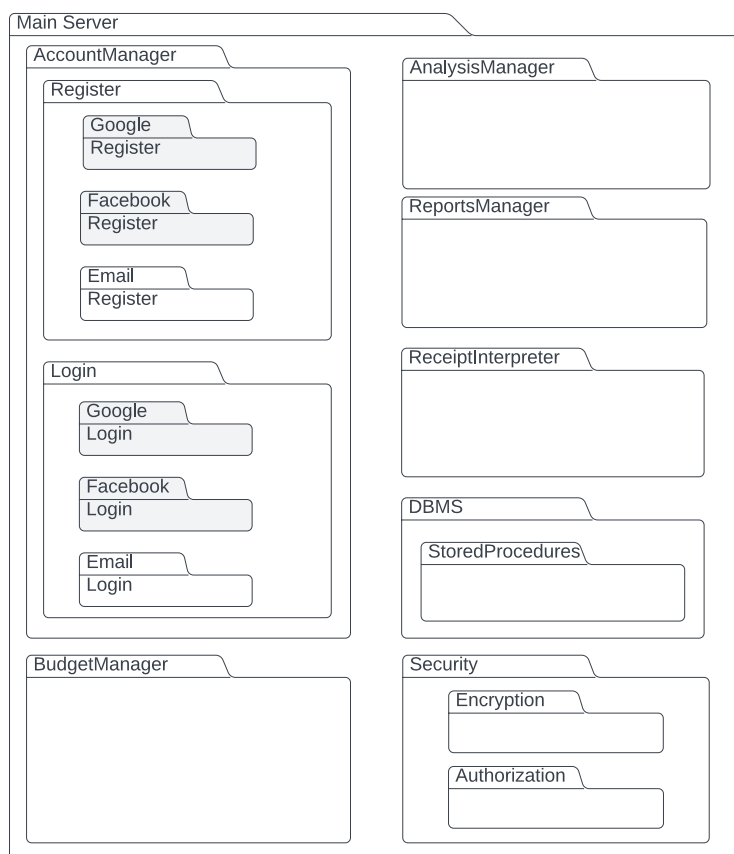 Main Server
AccountManager
Register
Google
Register
Facebook
Register
Email
Register
Login
Google
Login
Facebook
Login
Email
Login
BudgetManager
AnalysisManager
ReportsManager
ReceiptInterpreter
DBMS
StoredProcedures
Security
Encryption
Authorization